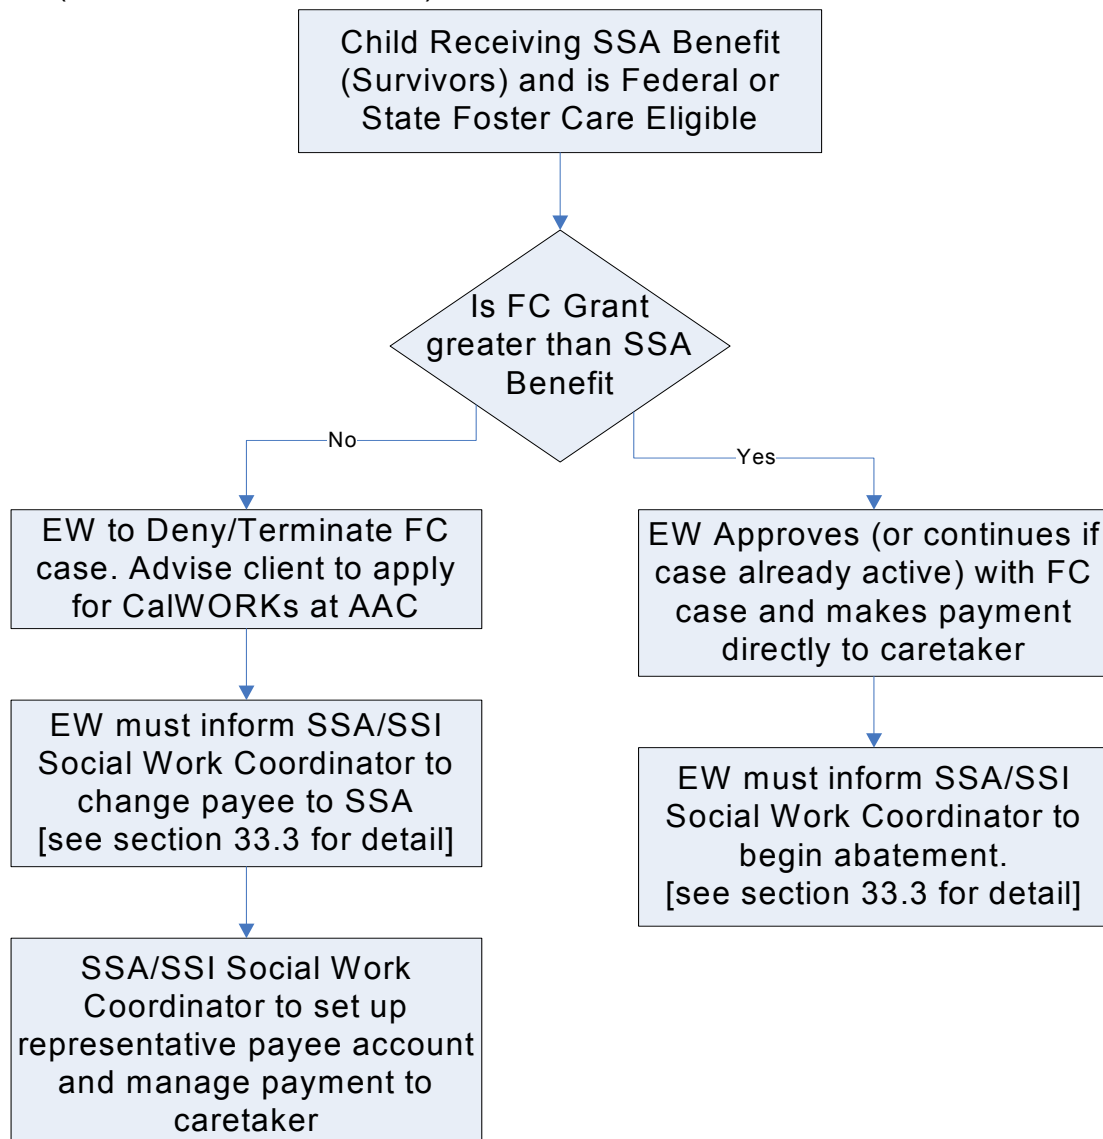 Child Receiving SSA Benefit
(Survivors) and is Federal or
State Foster Care Eligible
Is FC Grant
greater than SSA
Benefit
No
Yes
EW to Deny/Terminate FC
case. Advise client to apply
for CalWORKs at AAC
EW Approves (or continues if
case already active) with FC
case and makes payment
directly to caretaker
EW must inform SSA/SSI
Social Work Coordinator to
change payee to SSA
[see section 33.3 for detail]
EW must inform SSA/SSI
Social Work Coordinator to
begin abatement.
[see section 33.3 for detail]
SSA/SSI Social Work
Coordinator to set up
representative payee account
and manage payment to
caretaker